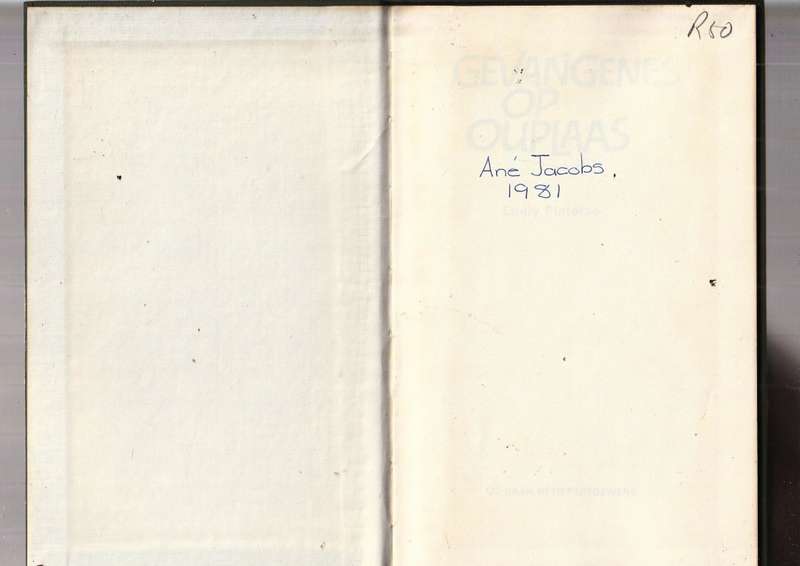 R50
GEVANGENES
OP
OUPLAAS
Ané Jacobs,
1981